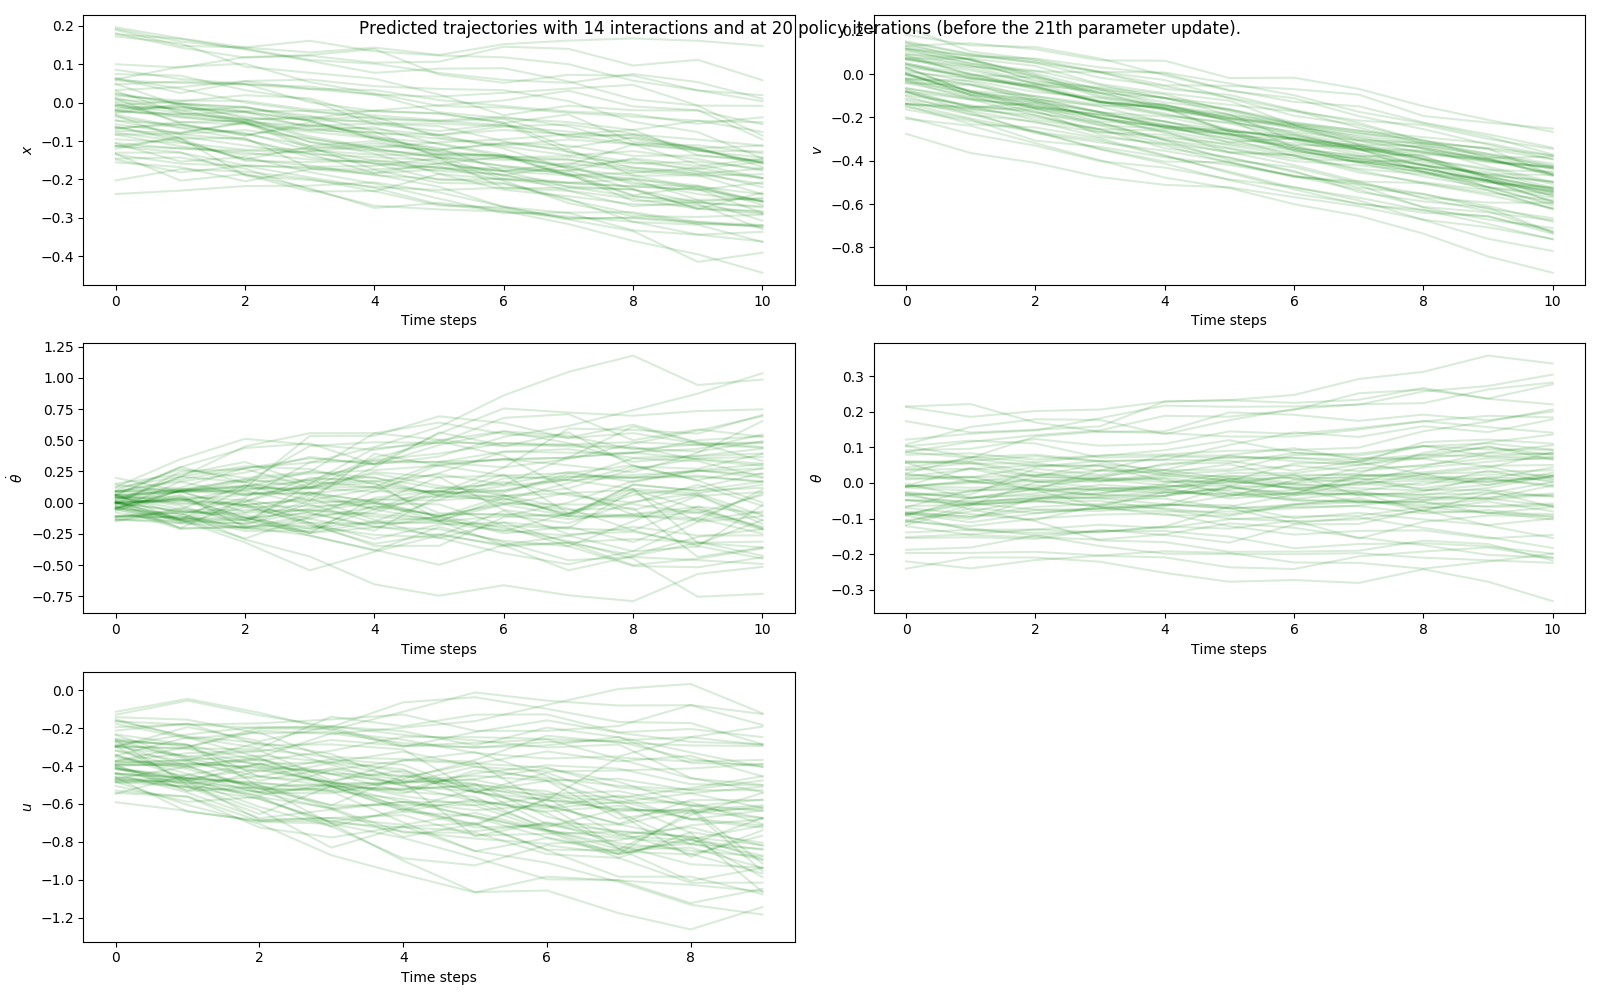 Predicted trajectories with 14 interactions and at 20 policy iterations (before the 21th parameter update).
0.2
0.1
0.0
−0.1
−0.2
−0.3
−0.4
x
0 2 4 6 8 10
Time steps
0.2
0.0
−0.2
−0.4
−0.6
−0.8
v
0 2 4 6 8 10
Time steps
1.25
1.00
0.75
0.50
0.25
0.00
−0.25
−0.50
−0.75
θ̇
0 2 4 6 8 10
Time steps
0.3
0.2
0.1
0.0
−0.1
−0.2
−0.3
θ
0 2 4 6 8 10
Time steps
0.0
−0.2
−0.4
−0.6
−0.8
−1.0
−1.2
u
0 2 4 6 8
Time steps